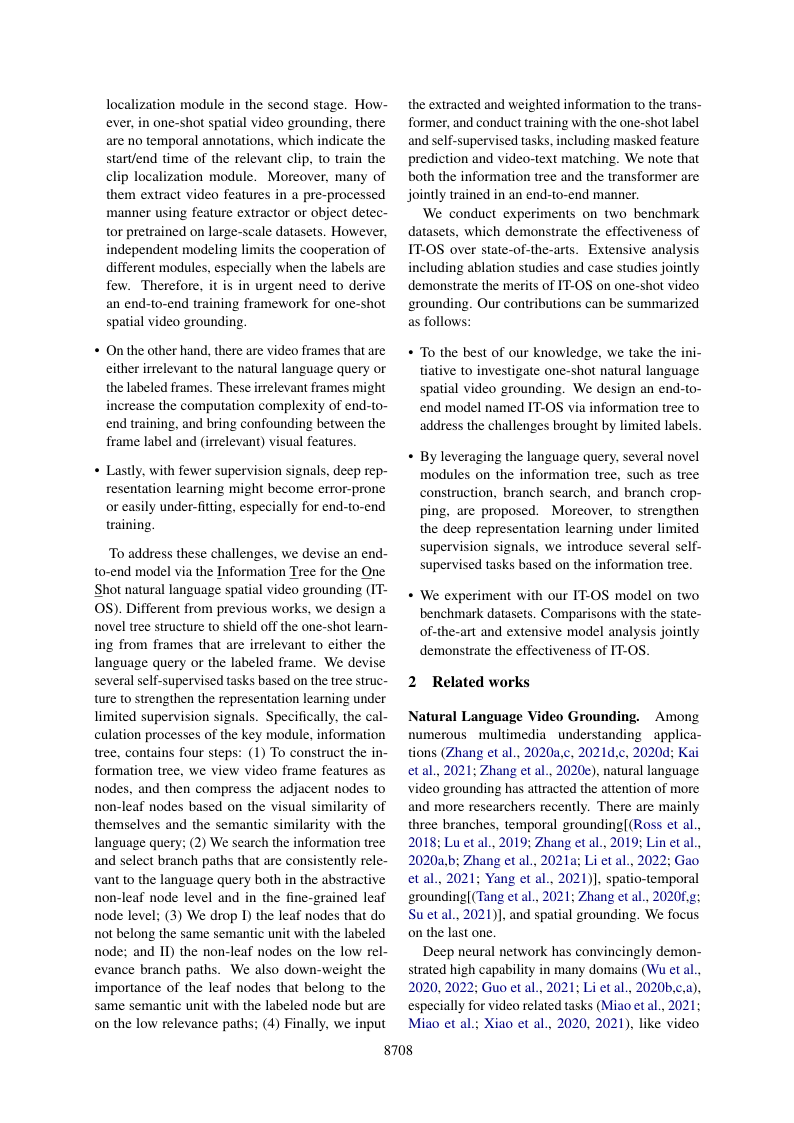 localization module in the second stage. How-
ever, in one-shot spatial video grounding, there
are no temporal annotations, which indicate the
start/end time of the relevant clip, to train the
clip localization module. Moreover, many of
them extract video features in a pre-processed
manner using feature extractor or object detec-
tor pretrained on large-scale datasets. However,
independent modeling limits the cooperation of
different modules, especially when the labels are
few. Therefore, it is in urgent need to derive
an end-to-end training framework for one-shot
spatial video grounding.
• On the other hand, there are video frames that are
either irrelevant to the natural language query or
the labeled frames. These irrelevant frames might
increase the computation complexity of end-to-
end training, and bring confounding between the
frame label and (irrelevant) visual features.
• Lastly, with fewer supervision signals, deep rep-
resentation learning might become error-prone
or easily under-fitting, especially for end-to-end
training.
To address these challenges, we devise an end-
to-end model via the Information Tree for the One
Shot natural language spatial video grounding (IT-
OS). Different from previous works, we design a
novel tree structure to shield off the one-shot learn-
ing from frames that are irrelevant to either the
language query or the labeled frame. We devise
several self-supervised tasks based on the tree struc-
ture to strengthen the representation learning under
limited supervision signals. Specifically, the cal-
culation processes of the key module, information
tree, contains four steps: (1) To construct the in-
formation tree, we view video frame features as
nodes, and then compress the adjacent nodes to
non-leaf nodes based on the visual similarity of
themselves and the semantic similarity with the
language query; (2) We search the information tree
and select branch paths that are consistently rele-
vant to the language query both in the abstractive
non-leaf node level and in the fine-grained leaf
node level; (3) We drop I) the leaf nodes that do
not belong the same semantic unit with the labeled
node; and II) the non-leaf nodes on the low rel-
evance branch paths. We also down-weight the
importance of the leaf nodes that belong to the
same semantic unit with the labeled node but are
on the low relevance paths; (4) Finally, we input
the extracted and weighted information to the trans-
former, and conduct training with the one-shot label
and self-supervised tasks, including masked feature
prediction and video-text matching. We note that
both the information tree and the transformer are
jointly trained in an end-to-end manner.
We conduct experiments on two benchmark
datasets, which demonstrate the effectiveness of
IT-OS over state-of-the-arts. Extensive analysis
including ablation studies and case studies jointly
demonstrate the merits of IT-OS on one-shot video
grounding. Our contributions can be summarized
as follows:
• To the best of our knowledge, we take the ini-
tiative to investigate one-shot natural language
spatial video grounding. We design an end-to-
end model named IT-OS via information tree to
address the challenges brought by limited labels.
• By leveraging the language query, several novel
modules on the information tree, such as tree
construction, branch search, and branch crop-
ping, are proposed. Moreover, to strengthen
the deep representation learning under limited
supervision signals, we introduce several self-
supervised tasks based on the information tree.
• We experiment with our IT-OS model on two
benchmark datasets. Comparisons with the state-
of-the-art and extensive model analysis jointly
demonstrate the effectiveness of IT-OS.
2 Related works
Natural Language Video Grounding. Among
numerous multimedia understanding applica-
tions (Zhang et al., 2020a,c, 2021d,c, 2020d; Kai
et al., 2021; Zhang et al., 2020e), natural language
video grounding has attracted the attention of more
and more researchers recently. There are mainly
three branches, temporal grounding[(Ross et al.,
2018; Lu et al., 2019; Zhang et al., 2019; Lin et al.,
2020a,b; Zhang et al., 2021a; Li et al., 2022; Gao
et al., 2021; Yang et al., 2021)], spatio-temporal
grounding[(Tang et al., 2021; Zhang et al., 2020f,g;
Su et al., 2021)], and spatial grounding. We focus
on the last one.
Deep neural network has convincingly demon-
strated high capability in many domains (Wu et al.,
2020, 2022; Guo et al., 2021; Li et al., 2020b,c,a),
especially for video related tasks (Miao et al., 2021;
Miao et al.; Xiao et al., 2020, 2021), like video
8708